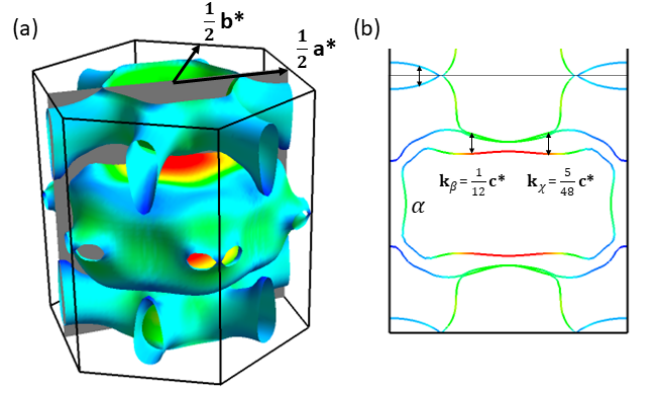 (a)
1/2 b*
1/2 a*
(b)
k_β = 1/12 c*
k_χ = 5/48 c*
α